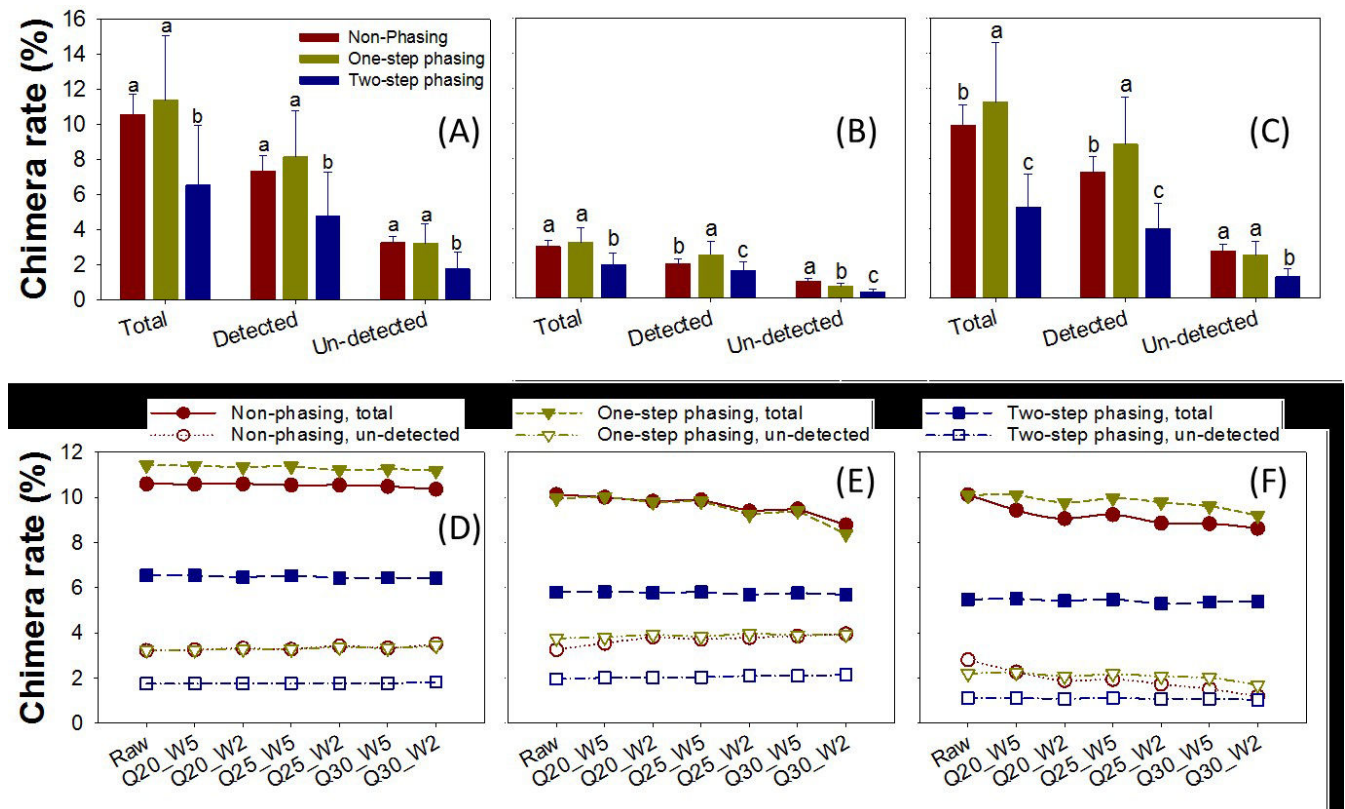 Chimera rate (%)
16
14
12
10
8
6
4
2
0
Non-Phasing
One-step phasing
Two-step phasing
a
a
b
a
a
b
a
a
b
(A)
Total
Detected
Un-detected
a
a
b
b
a
c
a
b
c
(B)
Total
Detected
Un-detected
b
a
c
b
a
c
a
a
b
(C)
Total
Detected
Un-detected
Non-phasing, total
Non-phasing, un-detected
One-step phasing, total
One-step phasing, un-detected
Two-step phasing, total
Two-step phasing, un-detected
Chimera rate (%)
12
10
8
6
4
2
0
(D)
Raw
Q20_W5
Q20_W2
Q25_W5
Q25_W2
Q30_W5
Q30_W2
(E)
Raw
Q20_W5
Q20_W2
Q25_W5
Q25_W2
Q30_W5
Q30_W2
(F)
Raw
Q20_W5
Q20_W2
Q25_W5
Q25_W2
Q30_W5
Q30_W2